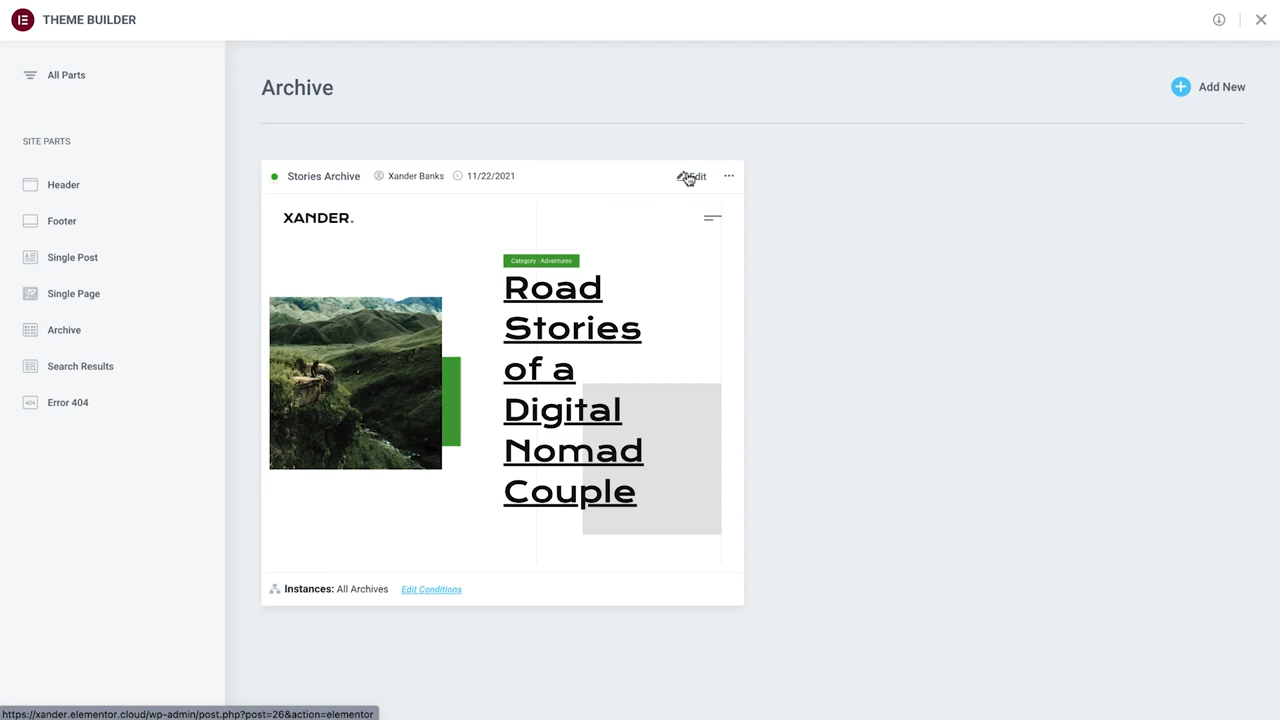 THEME BUILDER
All Parts
SITE PARTS
Header
Footer
Single Post
Single Page
Archive
Search Results
404
Error 404
Archive
Add New
Stories Archive
Xander Banks
11/22/2021
Edit
XANDER.
Category : Adventures
Road
Stories
of a
Digital
Nomad
Couple
Instances: All Archives
Edit Conditions
https://xander.elementor.cloud/wp-admin/post.php?post=26&action=elementor